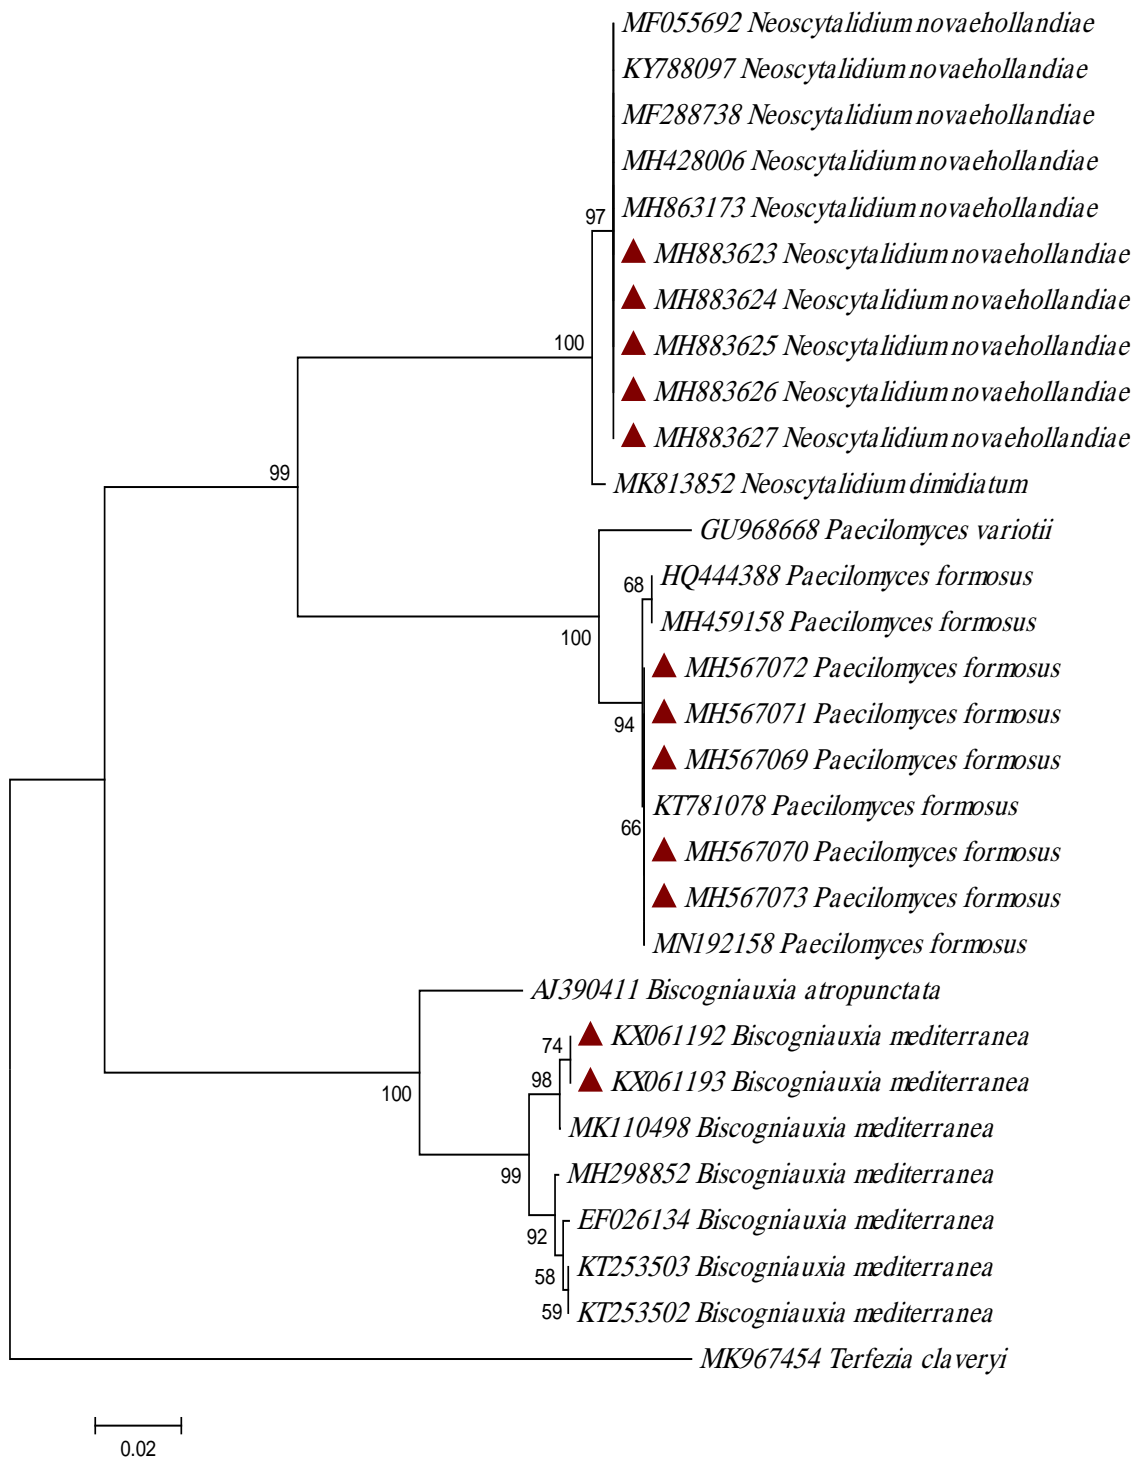 MF055692 Neoscytalidium novaehollandiae
KY788097 Neoscytalidium novaehollandiae
MF288738 Neoscytalidium novaehollandiae
MH428006 Neoscytalidium novaehollandiae
MH863173 Neoscytalidium novaehollandiae
97
MH883623 Neoscytalidium novaehollandiae
MH883624 Neoscytalidium novaehollandiae
100
MH883625 Neoscytalidium novaehollandiae
MH883626 Neoscytalidium novaehollandiae
MH883627 Neoscytalidium novaehollandiae
99
MK813852 Neoscytalidium dimidiatum
GU968668 Paecilomyces variotii
HQ444388 Paecilomyces formosus
68
MH459158 Paecilomyces formosus
100
MH567072 Paecilomyces formosus
MH567071 Paecilomyces formosus
94
MH567069 Paecilomyces formosus
KT781078 Paecilomyces formosus
66
MH567070 Paecilomyces formosus
MH567073 Paecilomyces formosus
MN192158 Paecilomyces formosus
AJ390411 Biscogniauxia atropunctata
KX061192 Biscogniauxia mediterranea
74
KX061193 Biscogniauxia mediterranea
98
100
MK110498 Biscogniauxia mediterranea
MH298852 Biscogniauxia mediterranea
99
EF026134 Biscogniauxia mediterranea
92
KT253503 Biscogniauxia mediterranea
58
KT253502 Biscogniauxia mediterranea
59
MK967454 Terfezia claveryi
0.02